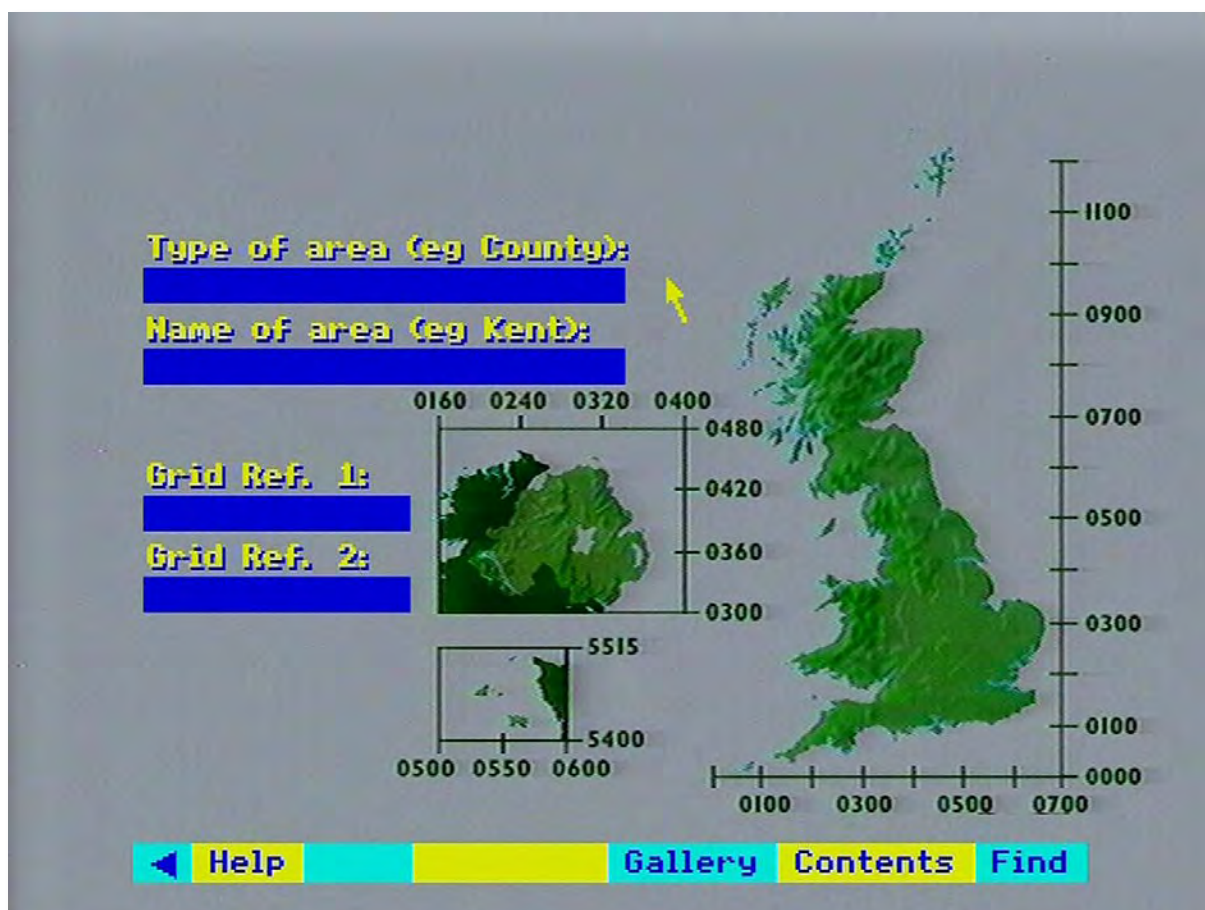 Type of area (eg County):
Name of area (eg Kent):
Grid Ref. 1:
Grid Ref. 2:
0160 0240 0320 0400
0480
0420
0360
0300
5515
5400
0500 0550 0600
1100
0900
0700
0500
0300
0100
0000
0100 0300 0500 0700
Help Gallery Contents Find